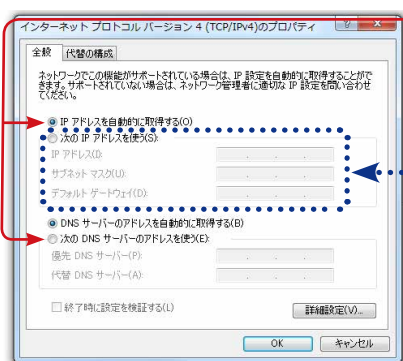 インターネット プロトコル バージョン 4 (TCP/IPv4)のプロパティ
全般 代替の構成
ネットワークでこの機能がサポートされている場合は、IP 設定を自動的に取得することがで
きます。サポートされていない場合は、ネットワーク管理者に適切な IP 設定を問い合わせ
てください。
IP アドレスを自動的に取得する(O)
次の IP アドレスを使う(S):
IP アドレス(I):
サブネット マスク(U):
デフォルト ゲートウェイ(D):
DNS サーバーのアドレスを自動的に取得する(B)
次の DNS サーバーのアドレスを使う(E):
優先 DNS サーバー(P):
代替 DNS サーバー(A):
終了時に設定を検証する(L)
詳細設定(V)...
OK キャンセル